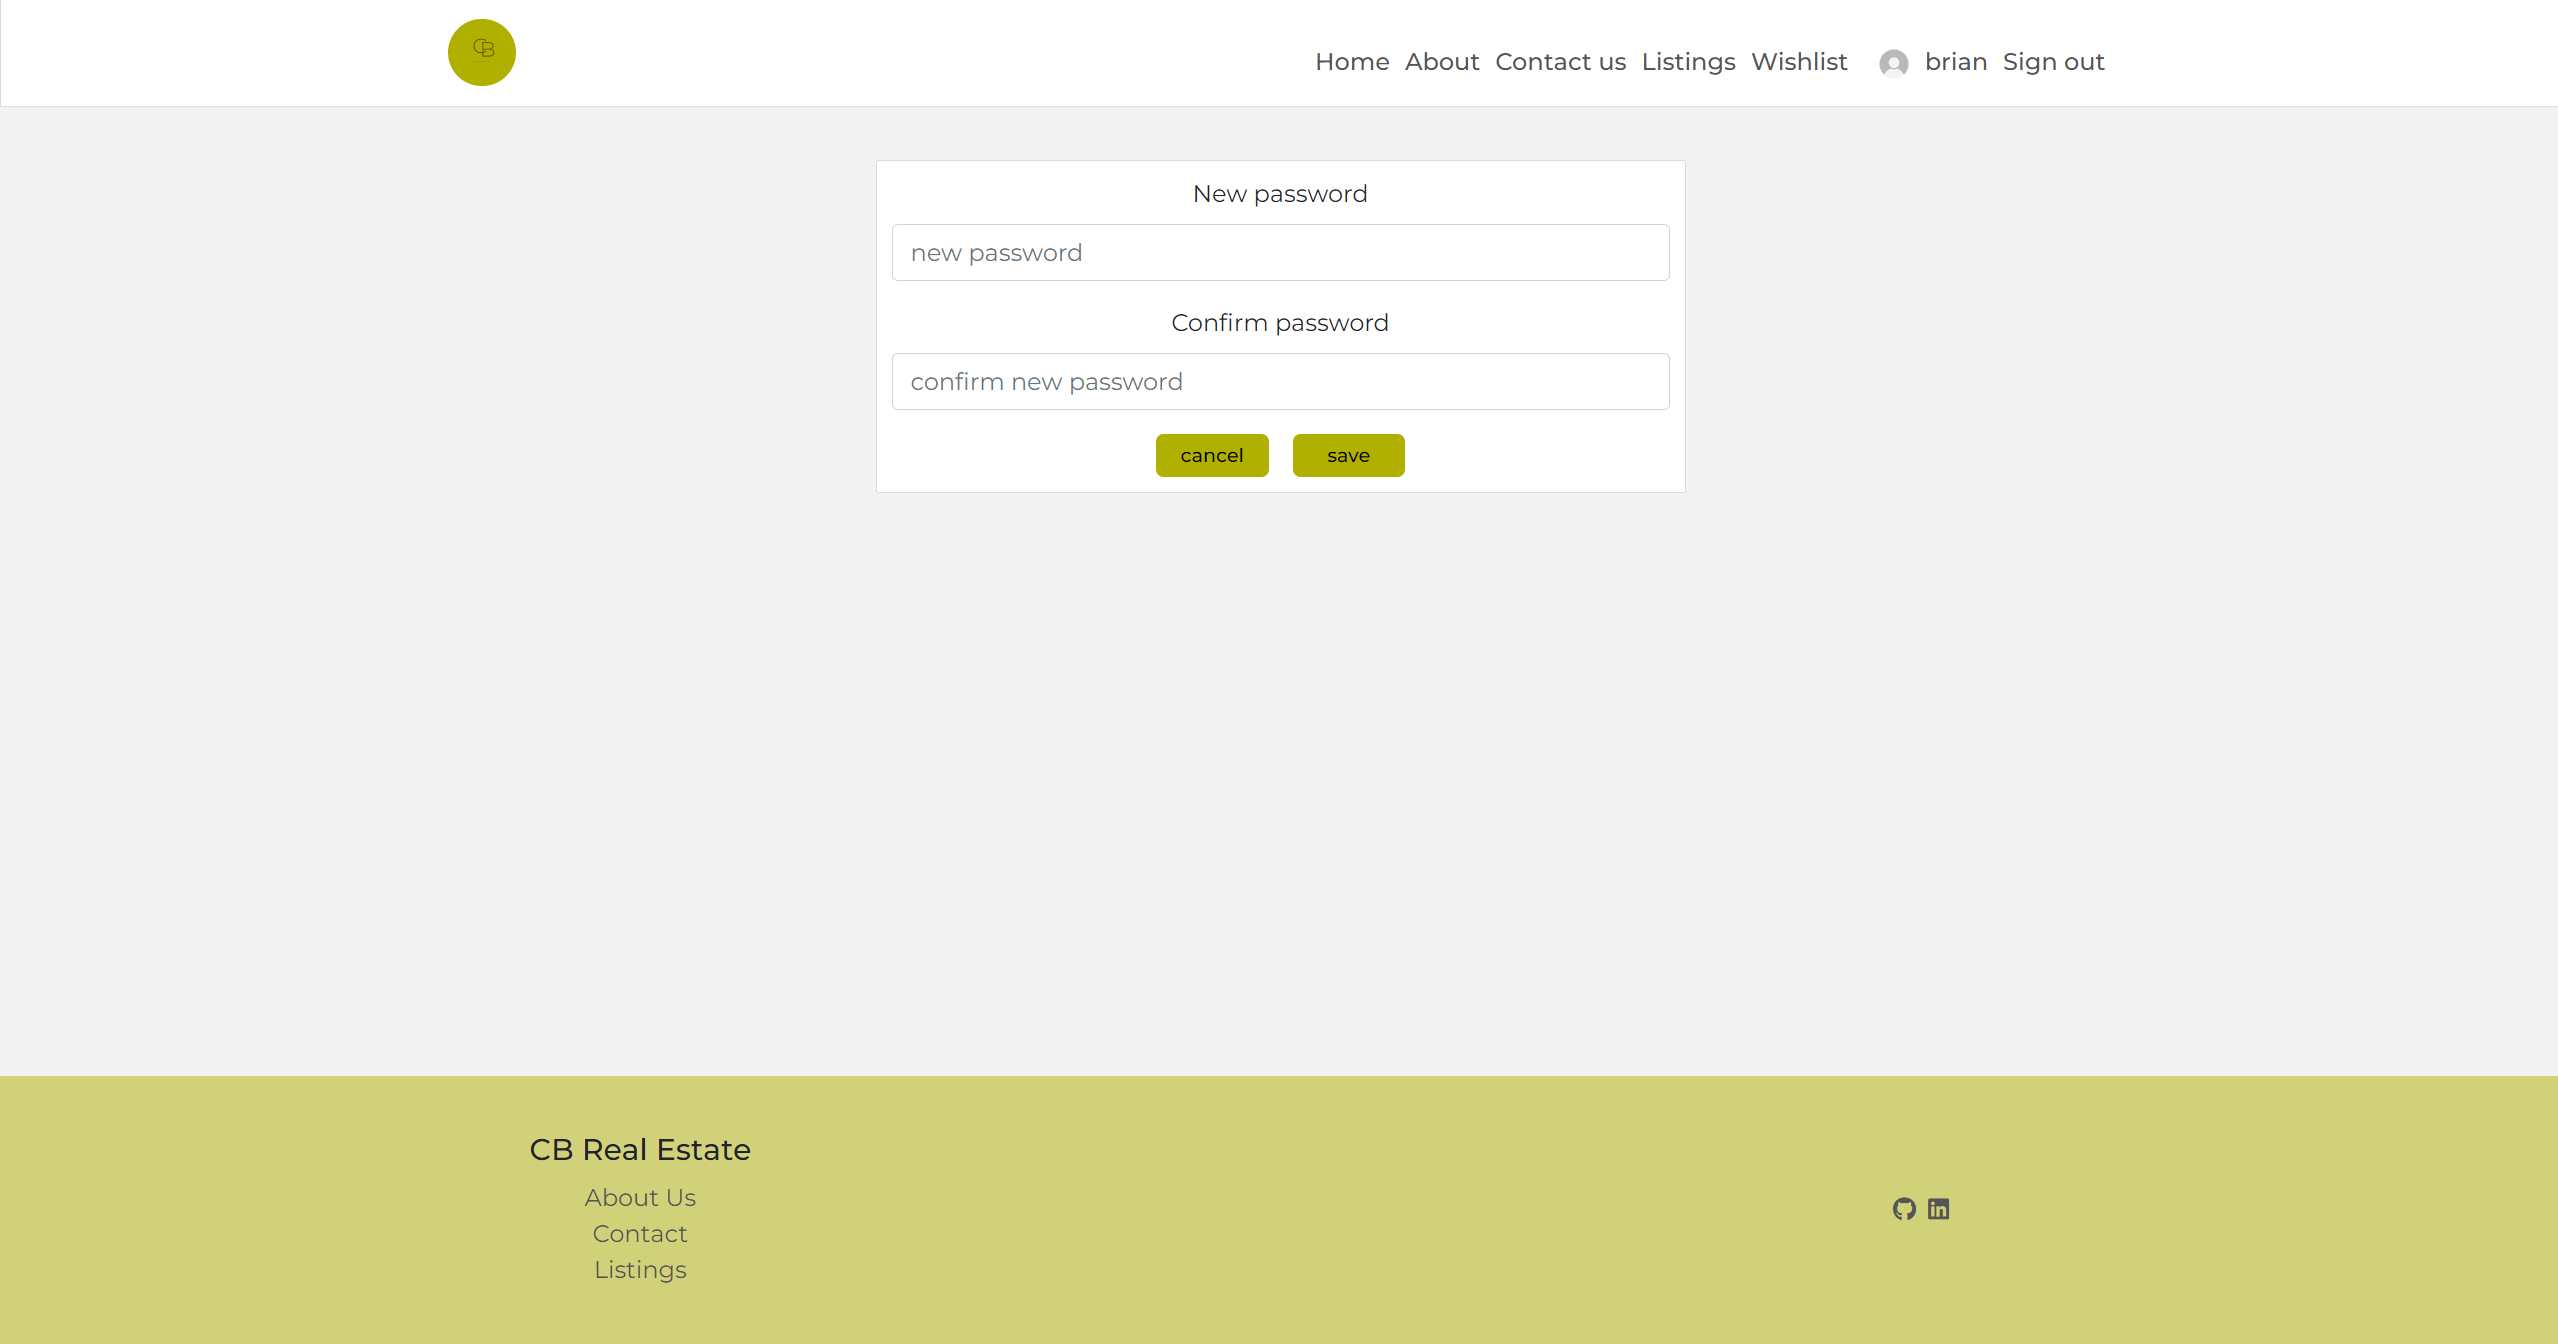 CB
Home About Contact us Listings Wishlist brian Sign out
New password
new password
Confirm password
confirm new password
cancel save
CB Real Estate
About Us
Contact
Listings